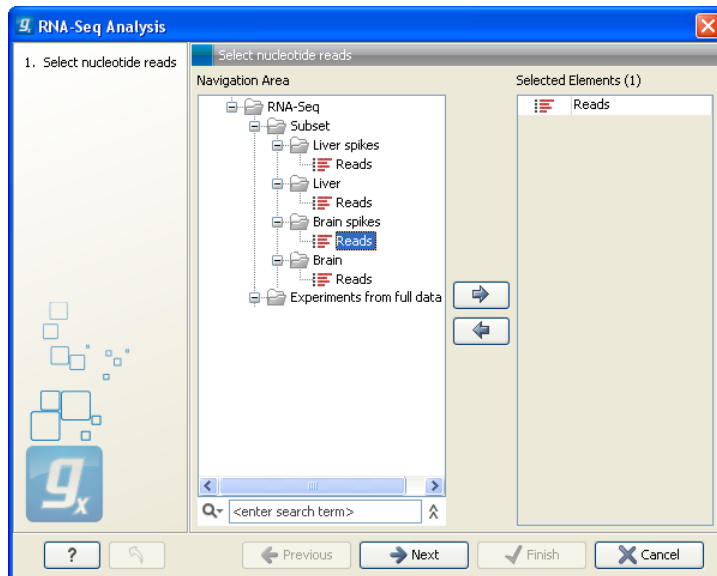 gx RNA-Seq Analysis
1. Select nucleotide reads
Select nucleotide reads
Navigation Area
RNA-Seq
Subset
Liver spikes
Reads
Liver
Reads
Brain spikes
Reads
Brain
Reads
Experiments from full data
<enter search term>
Selected Elements (1)
Reads
gx
?
Previous
Next
Finish
Cancel